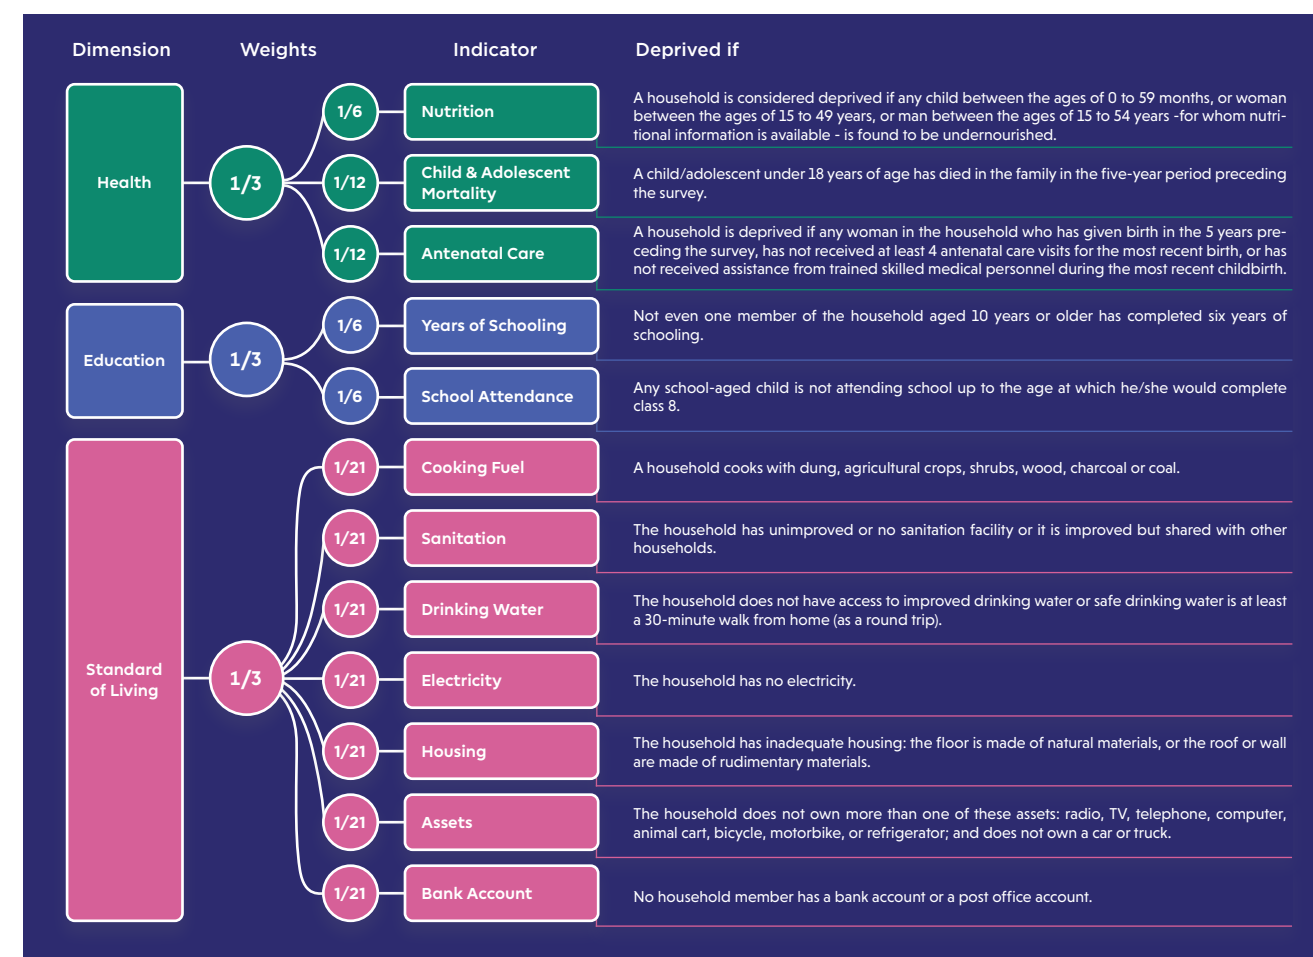 Dimension
Weights
Indicator
Deprived if
Health
1/3
1/6
Nutrition
A household is considered deprived if any child between the ages of 0 to 59 months, or woman
between the ages of 15 to 49 years, or man between the ages of 15 to 54 years -for whom nutri-
tional information is available - is found to be undernourished.
1/12
Child & Adolescent
Mortality
A child/adolescent under 18 years of age has died in the family in the five-year period preceding
the survey.
1/12
Antenatal Care
A household is deprived if any woman in the household who has given birth in the 5 years pre-
ceding the survey, has not received at least 4 antenatal care visits for the most recent birth, or has
not received assistance from trained skilled medical personnel during the most recent childbirth.
Education
1/3
1/6
Years of Schooling
Not even one member of the household aged 10 years or older has completed six years of
schooling.
1/6
School Attendance
Any school-aged child is not attending school up to the age at which he/she would complete
class 8.
Standard
of Living
1/3
1/21
Cooking Fuel
A household cooks with dung, agricultural crops, shrubs, wood, charcoal or coal.
1/21
Sanitation
The household has unimproved or no sanitation facility or it is improved but shared with other
households.
1/21
Drinking Water
The household does not have access to improved drinking water or safe drinking water is at least
a 30-minute walk from home (as a round trip).
1/21
Electricity
The household has no electricity.
1/21
Housing
The household has inadequate housing: the floor is made of natural materials, or the roof or wall
are made of rudimentary materials.
1/21
Assets
The household does not own more than one of these assets: radio, TV, telephone, computer,
animal cart, bicycle, motorbike, or refrigerator; and does not own a car or truck.
1/21
Bank Account
No household member has a bank account or a post office account.